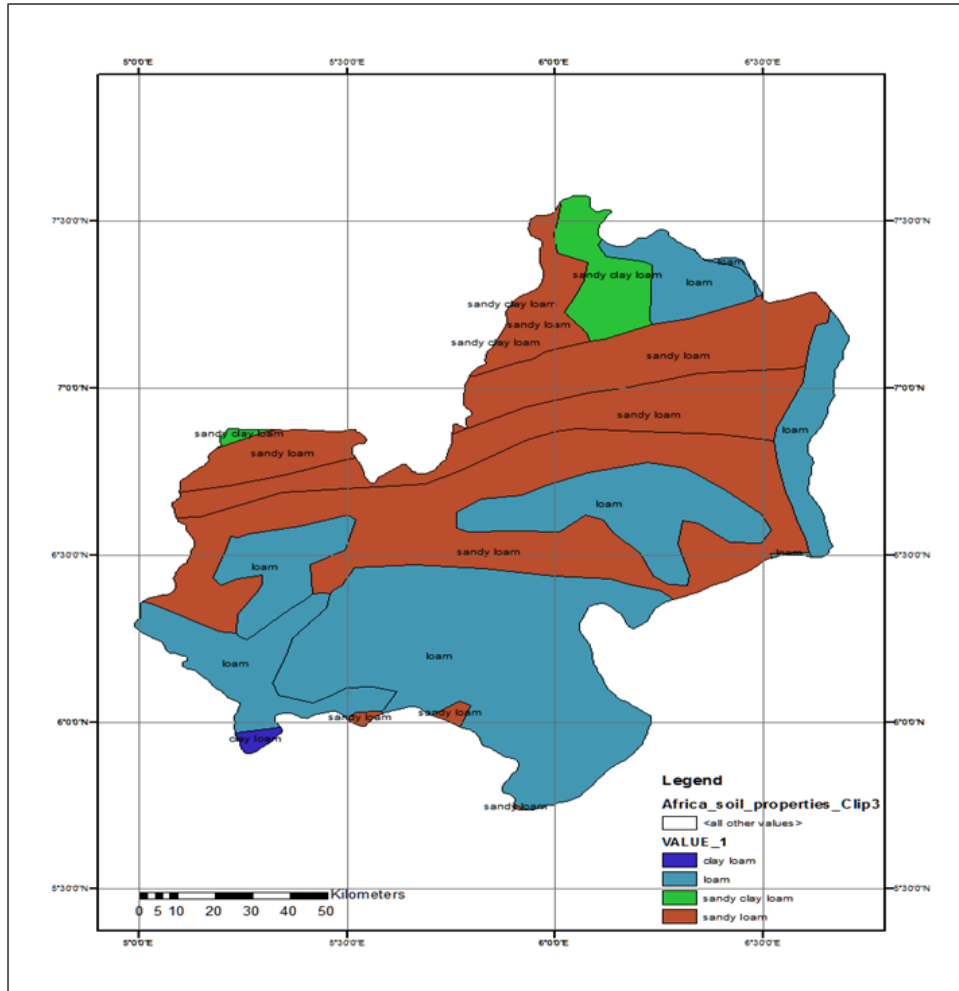 5°0'0"E 5°30'0"E 6°0'0"E 6°30'0"E
7°30'0"N 7°30'0"N
loam
sandy clay loam
loam
sandy clay loam
sandy loam
sandy clay loam
sandy loam
7°0'0"N 7°0'0"N
sandy loam
loam
sandy clay loam
sandy loam
loam
sandy loam
loam
6°30'0"N 6°30'0"N
loam
loam
loam
sandy loam
sandy loam
6°0'0"N 6°0'0"N
clay loam
Legend
Africa_soil_properties_Clip3
sandy loam
<all other values>
VALUE_1
clay loam
loam
sandy clay loam
sandy loam
5°30'0"N 5°30'0"N
Kilometers
0 5 10 20 30 40 50
5°0'0"E 5°30'0"E 6°0'0"E 6°30'0"E